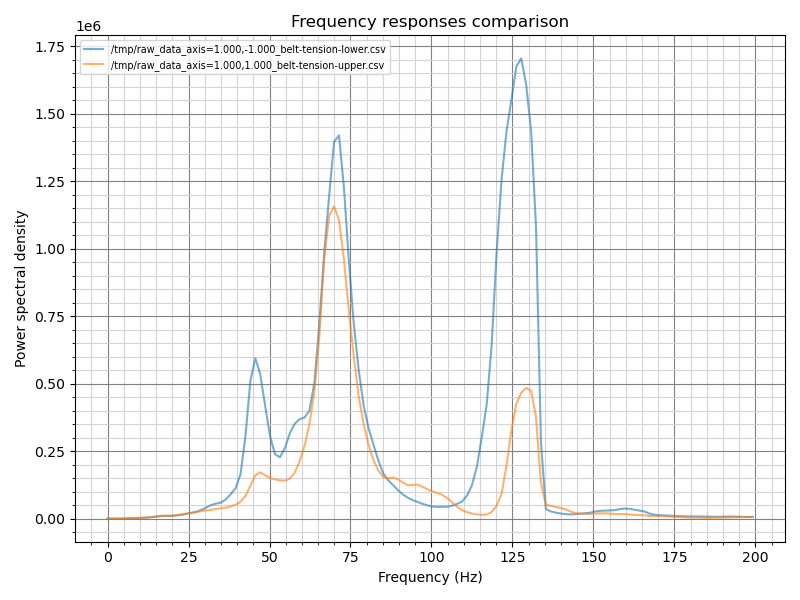 Frequency responses comparison
1e6
/tmp/raw_data_axis=1.000,-1.000_belt-tension-lower.csv
/tmp/raw_data_axis=1.000,1.000_belt-tension-upper.csv
1.75
1.50
1.25
1.00
0.75
0.50
0.25
0.00
Power spectral density
0 25 50 75 100 125 150 175 200
Frequency (Hz)